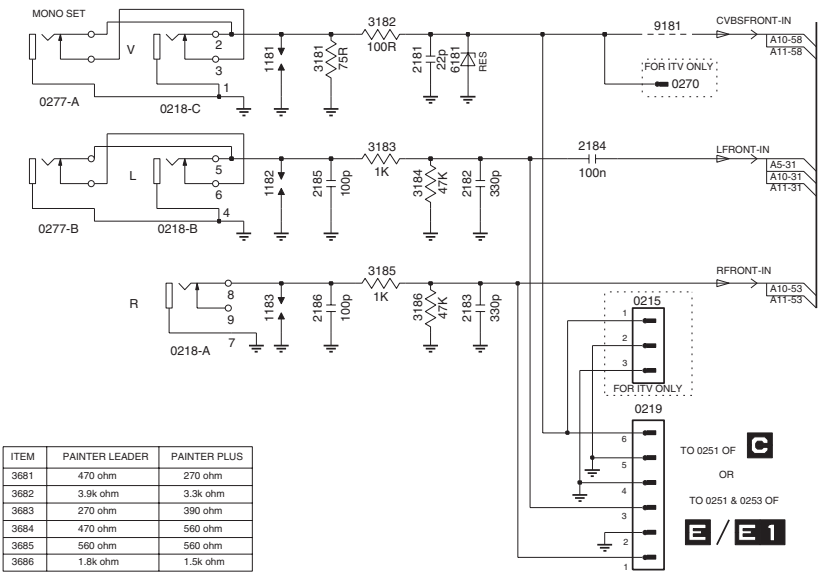 MONO SET
V
0277-A
0218-C
2
3
1
1181
3181
75R
3182
100R
2181
22p
6181
RES
9181
CVBSFRONT-IN
A10-58
A11-58
FOR ITV ONLY
0270
L
0277-B
0218-B
5
6
4
1182
2185
100p
3183
1K
3184
47K
2182
330p
2184
100n
LFRONT-IN
A5-31
A10-31
A11-31
R
0218-A
8
9
7
1183
2186
100p
3185
1K
3186
47K
2183
330p
RFRONT-IN
A10-53
A11-53
0215
1
2
3
FOR ITV ONLY
0219
6
5
4
3
2
1
TO 0251 OF C
OR
TO 0251 & 0253 OF
E / E 1
ITEM PAINTER LEADER PAINTER PLUS
3681 470 ohm 270 ohm
3682 3.9k ohm 3.3k ohm
3683 270 ohm 390 ohm
3684 470 ohm 560 ohm
3685 560 ohm 560 ohm
3686 1.8k ohm 1.5k ohm